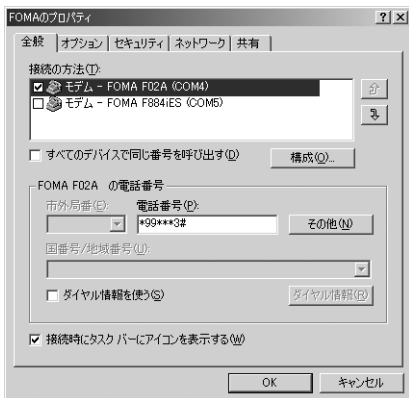 FOMAのプロパティ
全般 オプション セキュリティ ネットワーク 共有
接続の方法(T):
モデム - FOMA F02A (COM4)
モデム - FOMA F884iES (COM5)
すべてのデバイスで同じ番号を呼び出す(D) 構成(O)...
FOMA F02A の電話番号
市外局番(E): 電話番号(P):
*99***3# その他(N)
国番号/地域番号(U):
ダイヤル情報を使う(S) ダイヤル情報(R)
接続時にタスク バーにアイコンを表示する(W)
OK キャンセル